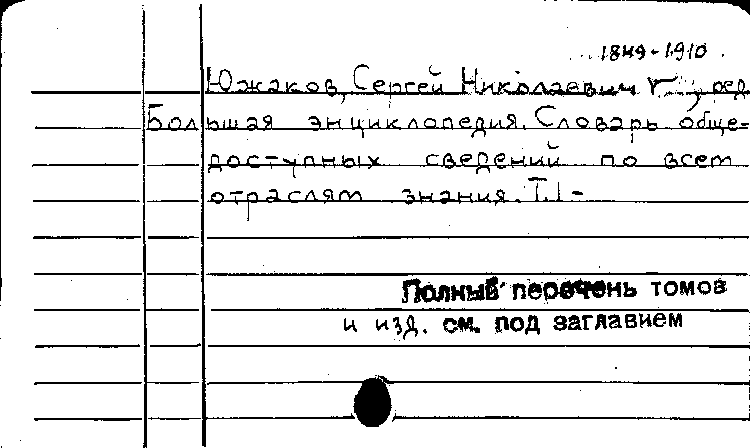 1849-1910
Южаков, Сергей Николаевич, ред.
Большая энциклопедия. Словарь обще-
доступных сведений по всем
отраслям знания. Т.1-
Полный перечень томов
и изд. см. под заглавием